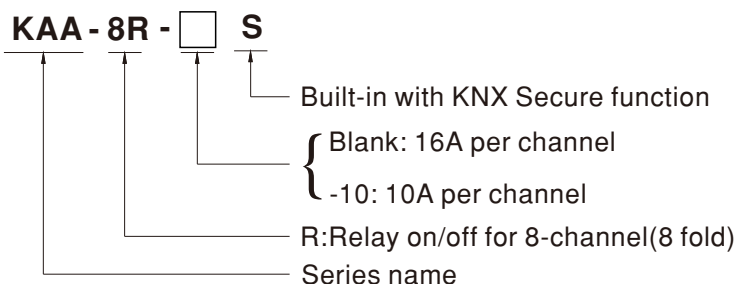 KAA - 8R - □ S
Built-in with KNX Secure function
Blank: 16A per channel
-10: 10A per channel
R:Relay on/off for 8-channel(8 fold)
Series name